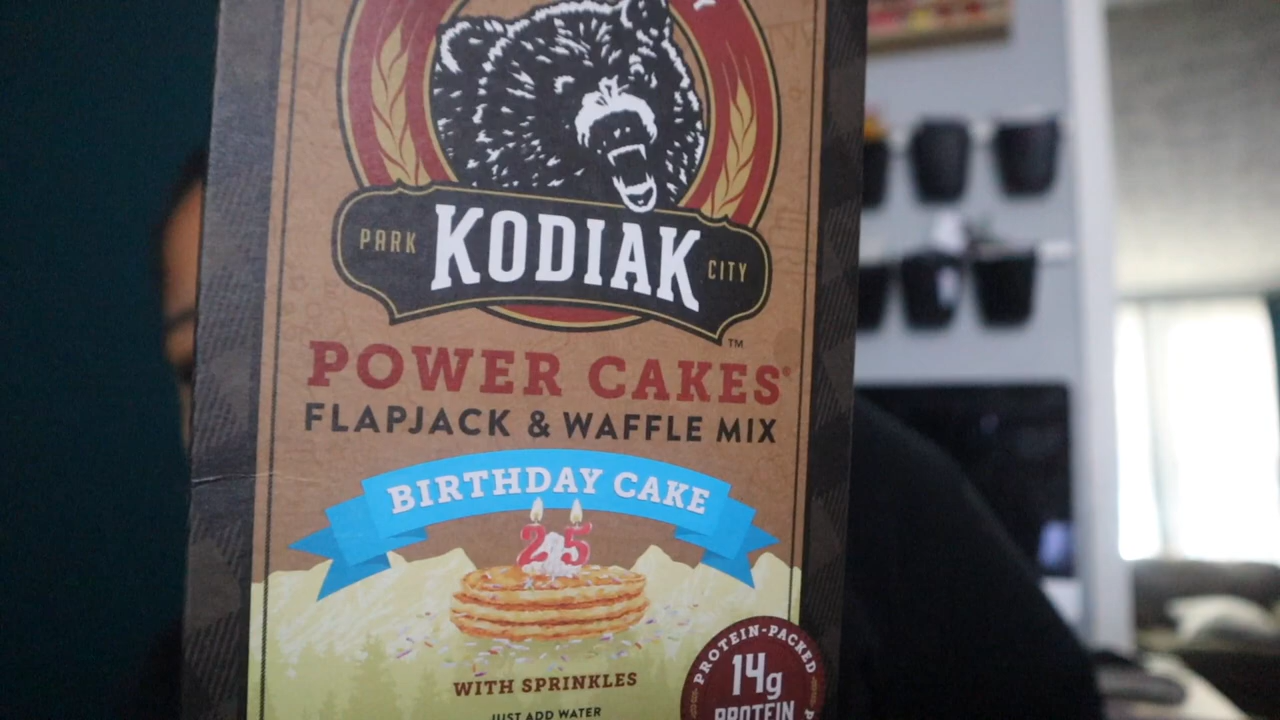 PARK KODIAK CITY
TM
POWER CAKES®
FLAPJACK & WAFFLE MIX
BIRTHDAY CAKE
25
WITH SPRINKLES
JUST ADD WATER
PROTEIN-PACKED
14g
PROTEIN